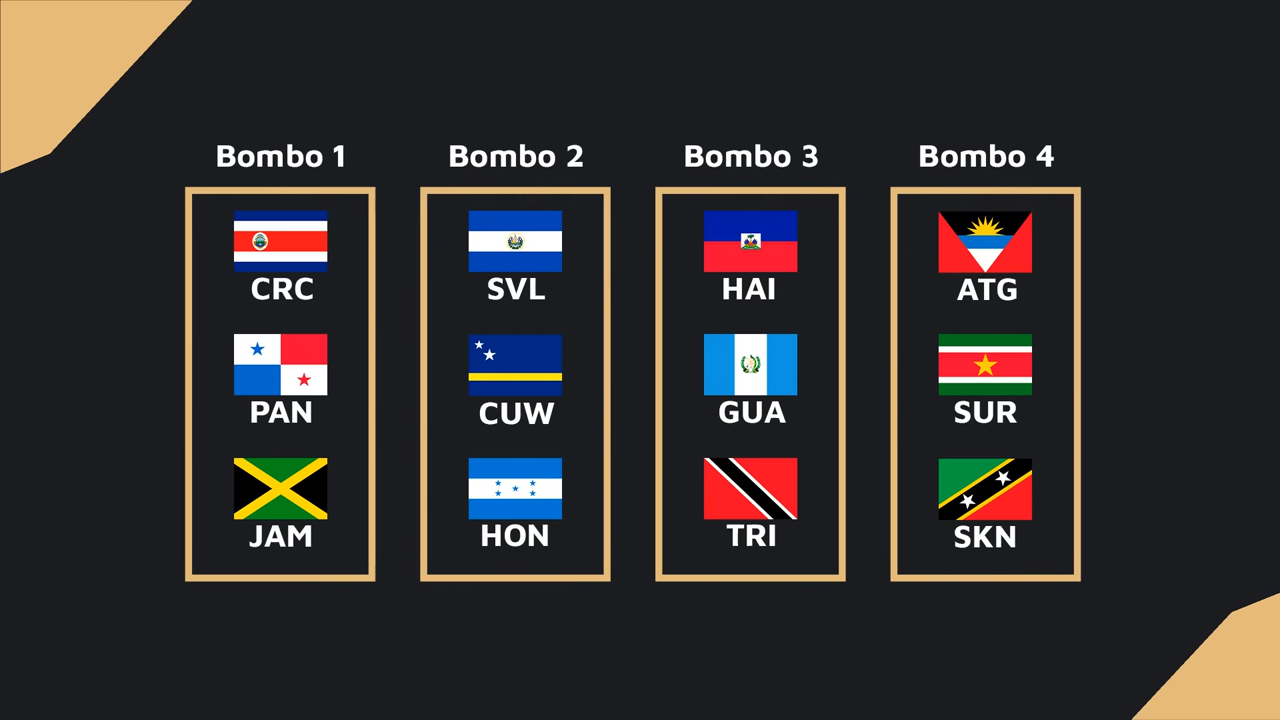 Bombo 1
CRC
PAN
JAM
Bombo 2
SVL
CUW
HON
Bombo 3
HAI
GUA
TRI
Bombo 4
ATG
SUR
SKN